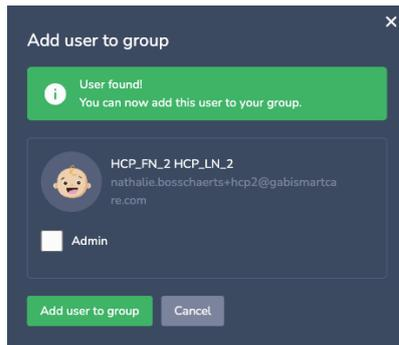 Add user to group
User found!
You can now add this user to your group.
HCP_FN_2 HCP_LN_2
nathalie.bosschaerts+hcp2@gabismartca
re.com
Admin
Add user to group
Cancel